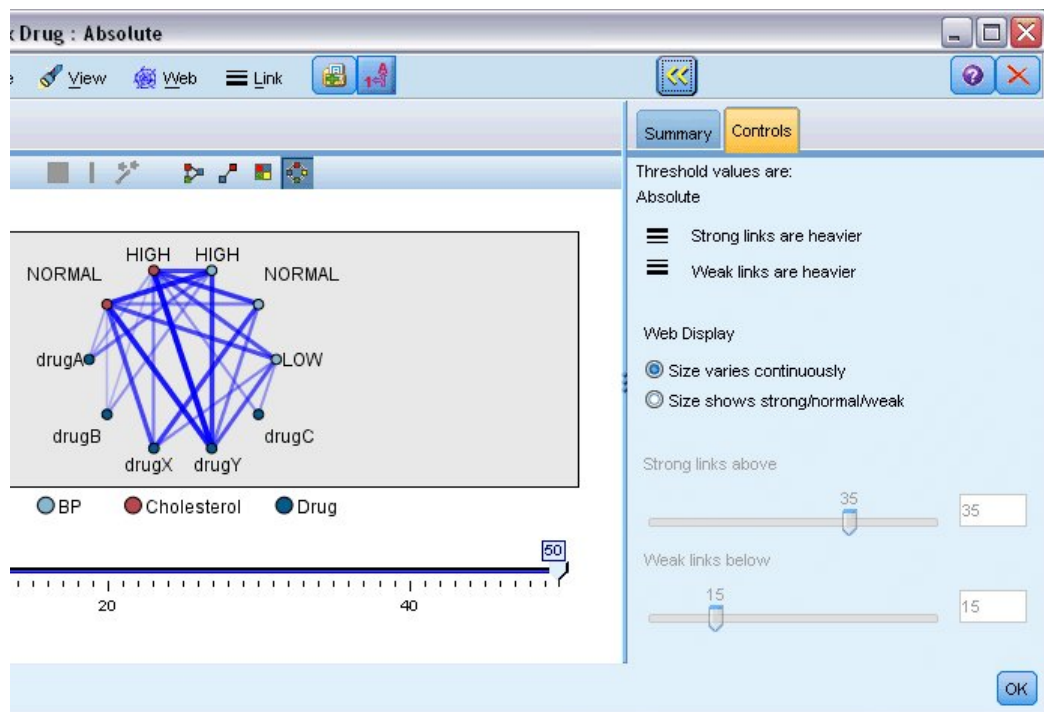 Drug : Absolute
View Web Link
Summary Controls
Threshold values are:
Absolute
Strong links are heavier
Weak links are heavier
Web Display
Size varies continuously
Size shows strong/normal/weak
Strong links above
35
35
Weak links below
15
15
OK
HIGH HIGH
NORMAL NORMAL
drugA LOW
drugB drugC
drugX drugY
BP Cholesterol Drug
50
20 40